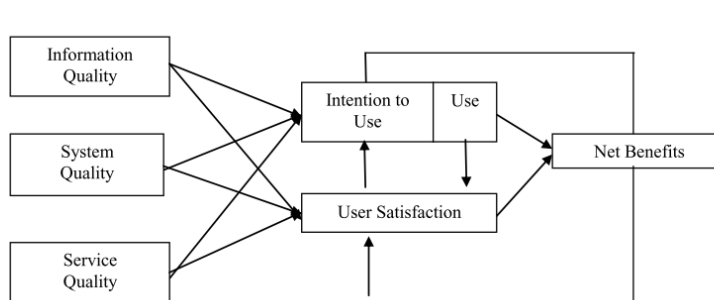 Information
Quality
Intention to
Use
Use
System
Quality
Net Benefits
User Satisfaction
Service
Quality